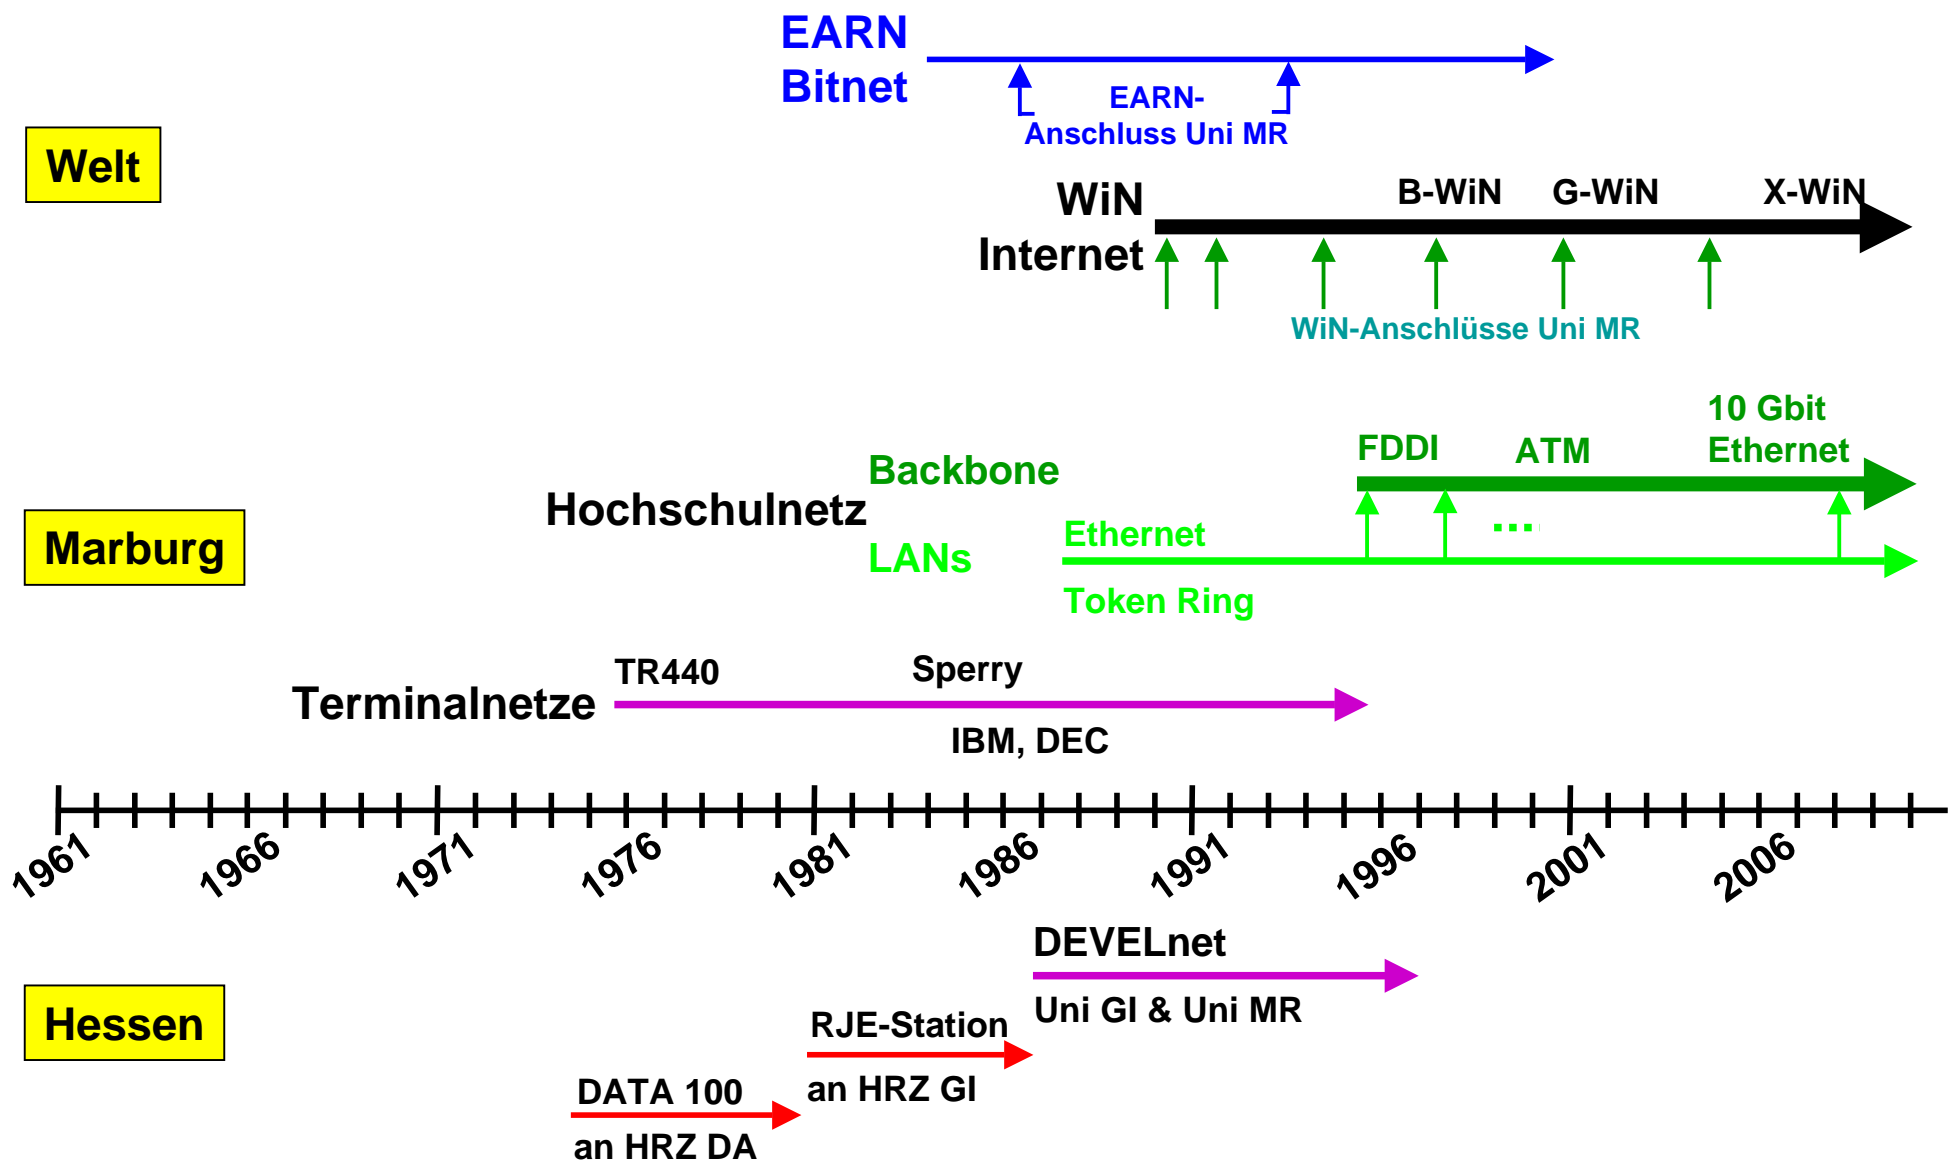 EARN
Bitnet
EARN-
Anschluss Uni MR
Welt
WiN
Internet
B-WiN
G-WiN
X-WiN
WiN-Anschlüsse Uni MR
10 Gbit
Ethernet
FDDI
ATM
Backbone
Hochschulnetz
LANs
Ethernet
....
Token Ring
Marburg
TR440
Sperry
Terminalnetze
IBM, DEC
1961
1966
1971
1976
1981
1986
1991
1996
2001
2006
DEVELnet
Uni GI & Uni MR
Hessen
RJE-Station
an HRZ GI
DATA 100
an HRZ DA